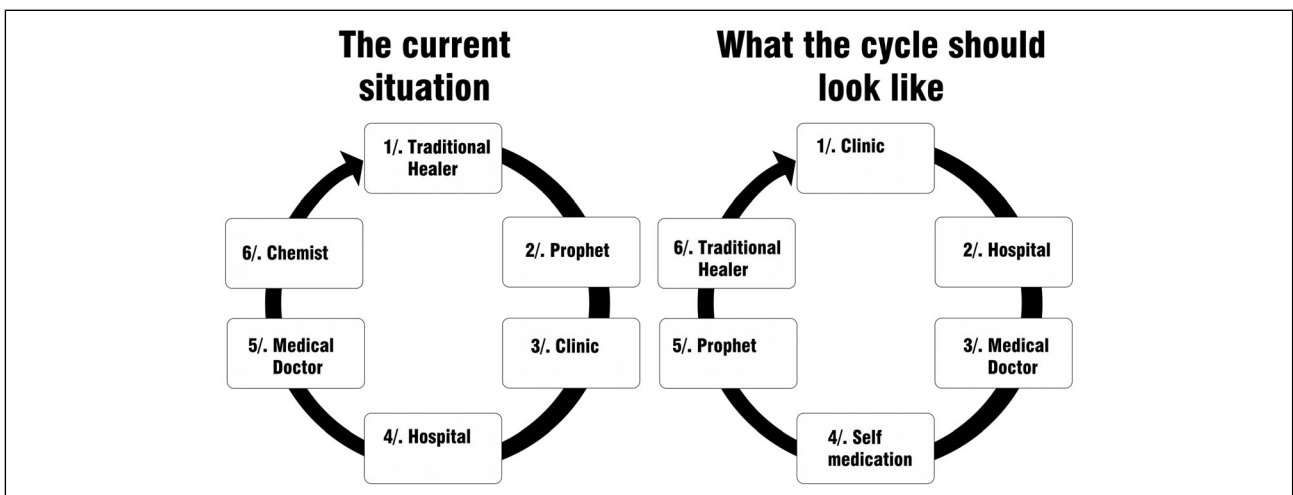 The current
situation
1/. Traditional
Healer
2/. Prophet
3/. Clinic
4/. Hospital
5/. Medical
Doctor
6/. Chemist
What the cycle should
look like
1/. Clinic
2/. Hospital
3/. Medical
Doctor
4/. Self
medication
5/. Prophet
6/. Traditional
Healer